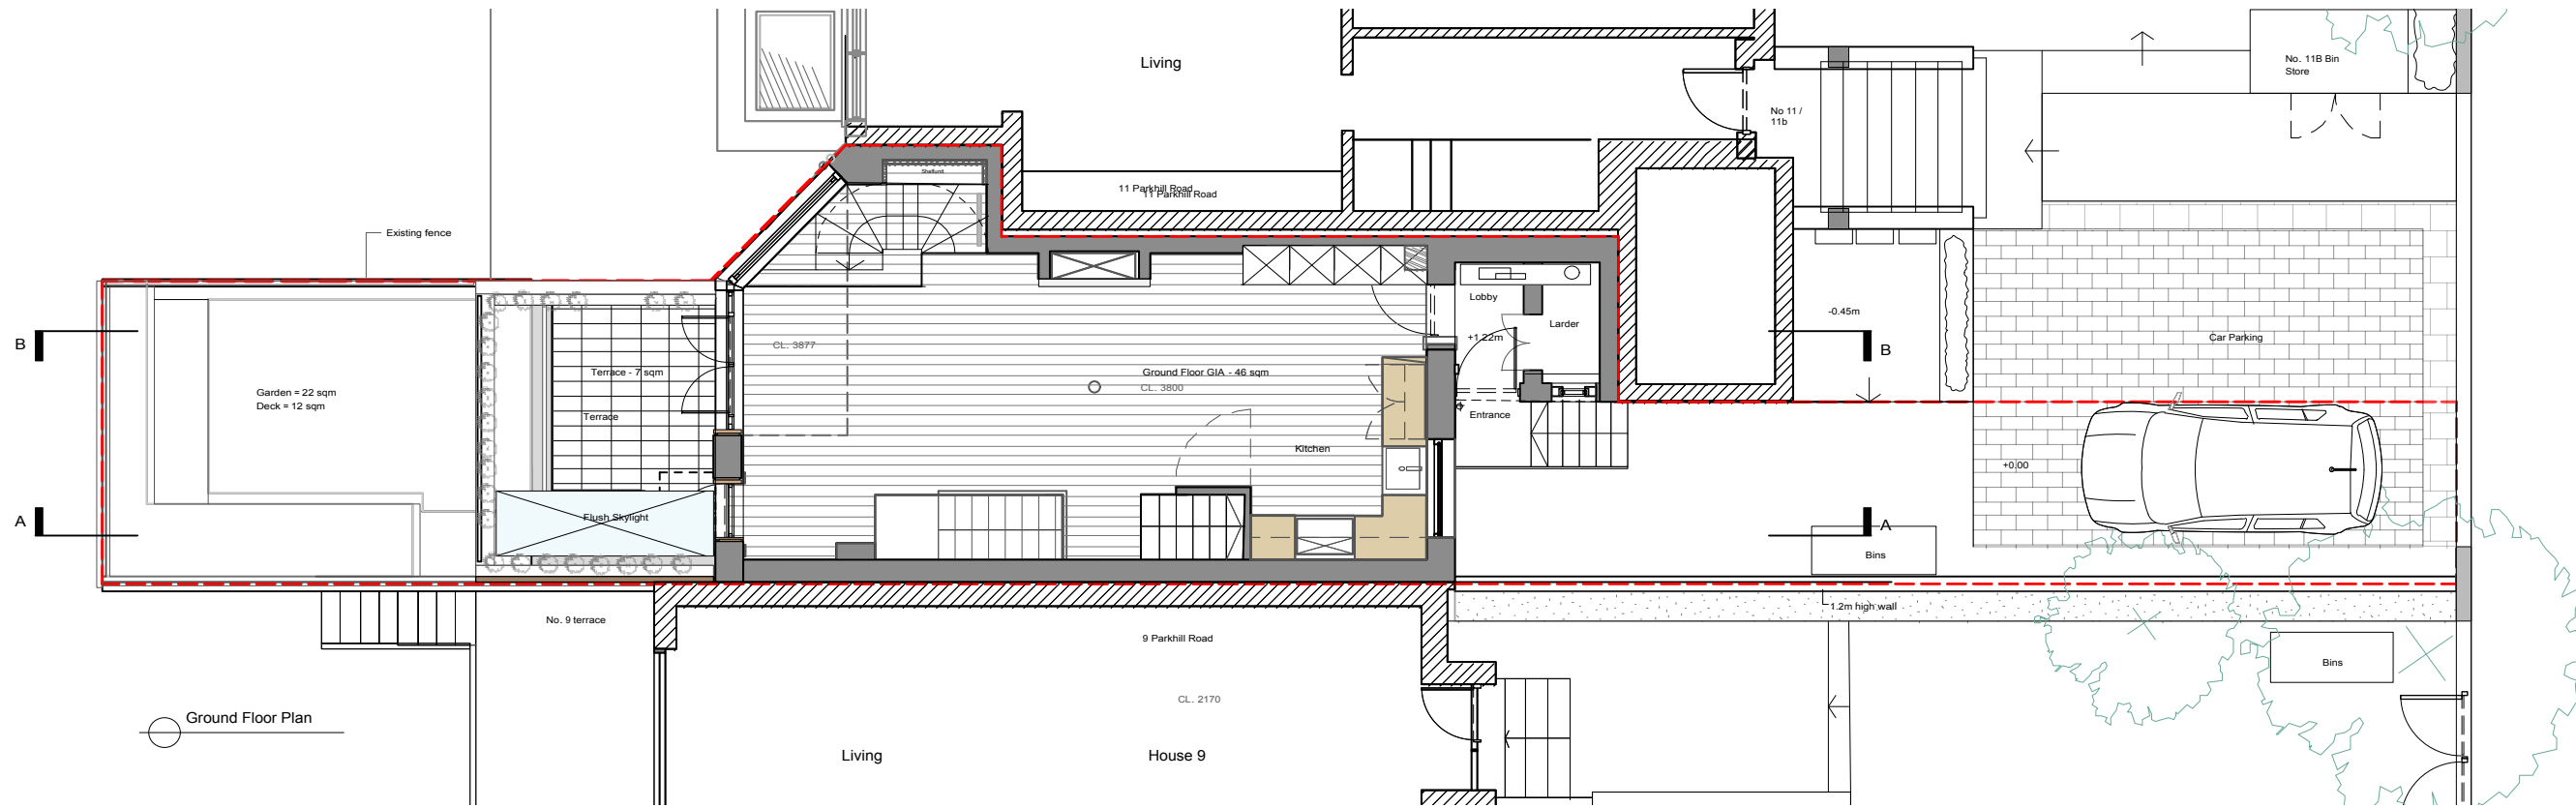 Living
No. 11B Bin
Store
No 11 /
11b
11 Parkhill Road
11 Parkhill Road
Shelfunit
Existing fence
Lobby
Larder
-0.45m
B
B
+1.22m
Car Parking
CL. 3877
Terrace - 7 sqm
Ground Floor GIA - 46 sqm
CL. 3800
Garden = 22 sqm
Deck = 12 sqm
Terrace
Entrance
Kitchen
+0.00
A
Flush Skylight
A
Bins
1.2m high wall
No. 9 terrace
9 Parkhill Road
Bins
CL. 2170
Ground Floor Plan
Living
House 9